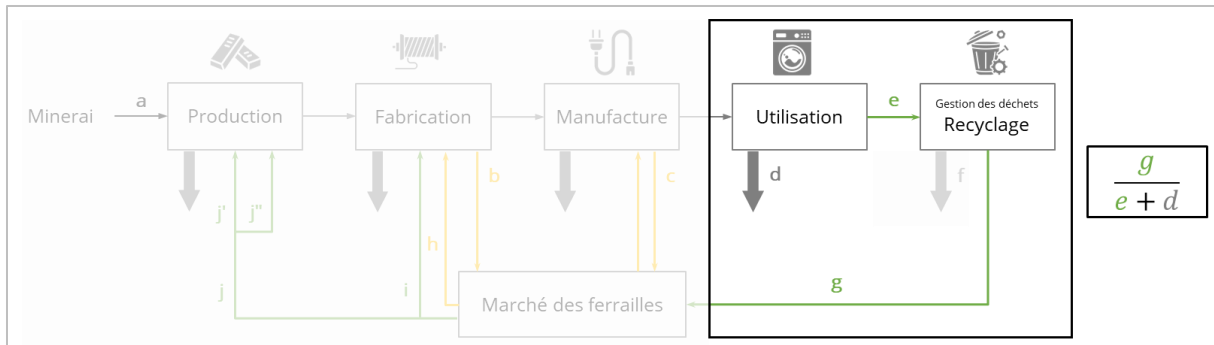 Minerai
a
Production
Fabrication
Manufacture
Utilisation
e
Gestion des déchets
Recyclage
d
f
b
c
j'
j"
h
j
i
Marché des ferrailles
g
g
e + d